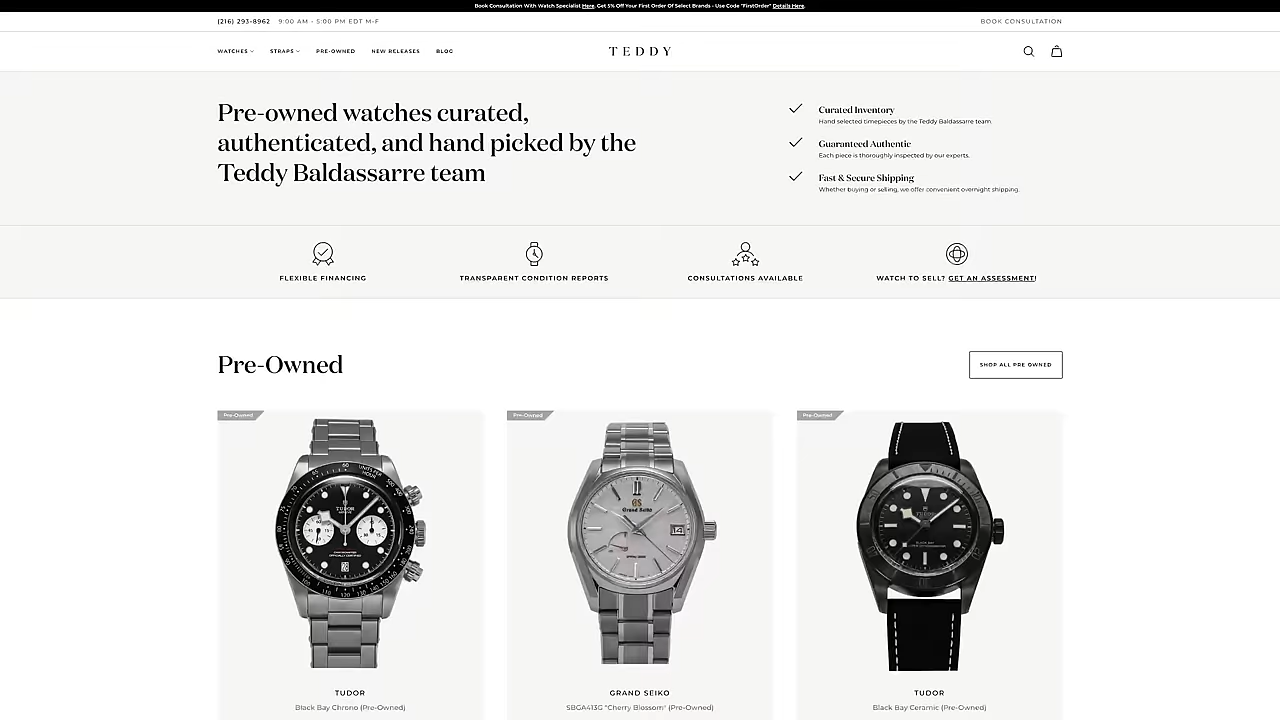 Book Consultation With Watch Specialist Here. Get 5% Off Your First Order Of Select Brands - Use Code "FirstOrder" Details Here.
(216) 293-8962 9:00 AM - 5:00 PM EDT M-F BOOK CONSULTATION
WATCHES STRAPS PRE-OWNED NEW RELEASES BLOG TEDDY
Pre-owned watches curated,
authenticated, and hand picked by the
Teddy Baldassarre team
Curated Inventory
Hand selected timepieces by the Teddy Baldassarre team.
Guaranteed Authentic
Each piece is thoroughly inspected by our experts.
Fast & Secure Shipping
Whether buying or selling, we offer convenient overnight shipping.
FLEXIBLE FINANCING TRANSPARENT CONDITION REPORTS CONSULTATIONS AVAILABLE WATCH TO SELL? GET AN ASSESSMENT!
Pre-Owned SHOP ALL PRE OWNED
Pre-Owned Pre-Owned Pre-Owned
TUDOR
Grand Seiko
14
TUDOR
TUDOR GRAND SEIKO TUDOR
Black Bay Chrono (Pre-Owned) SBGA413G "Cherry Blossom" (Pre-Owned) Black Bay Ceramic (Pre-Owned)